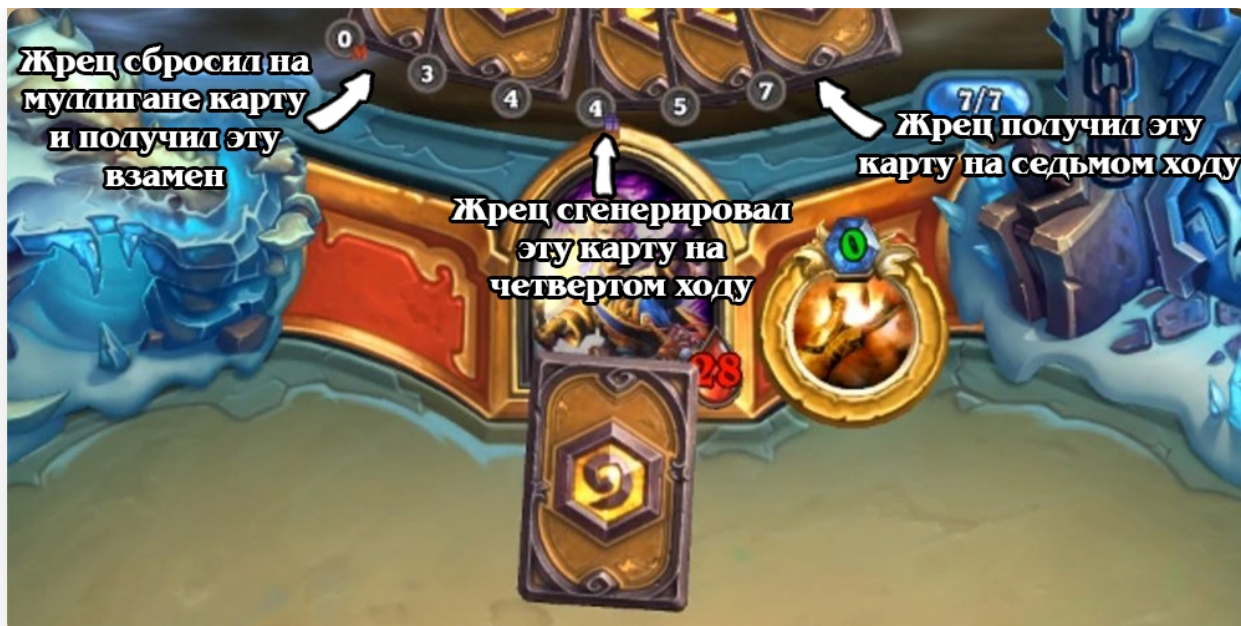 Жрец сбросил на
муллигане карту
и получил эту
взамен
0
3
4
4
5
7
7/7
Жрец получил эту
карту на седьмом ходу
Жрец сгенерировал
эту карту на
четвертом ходу
0
28